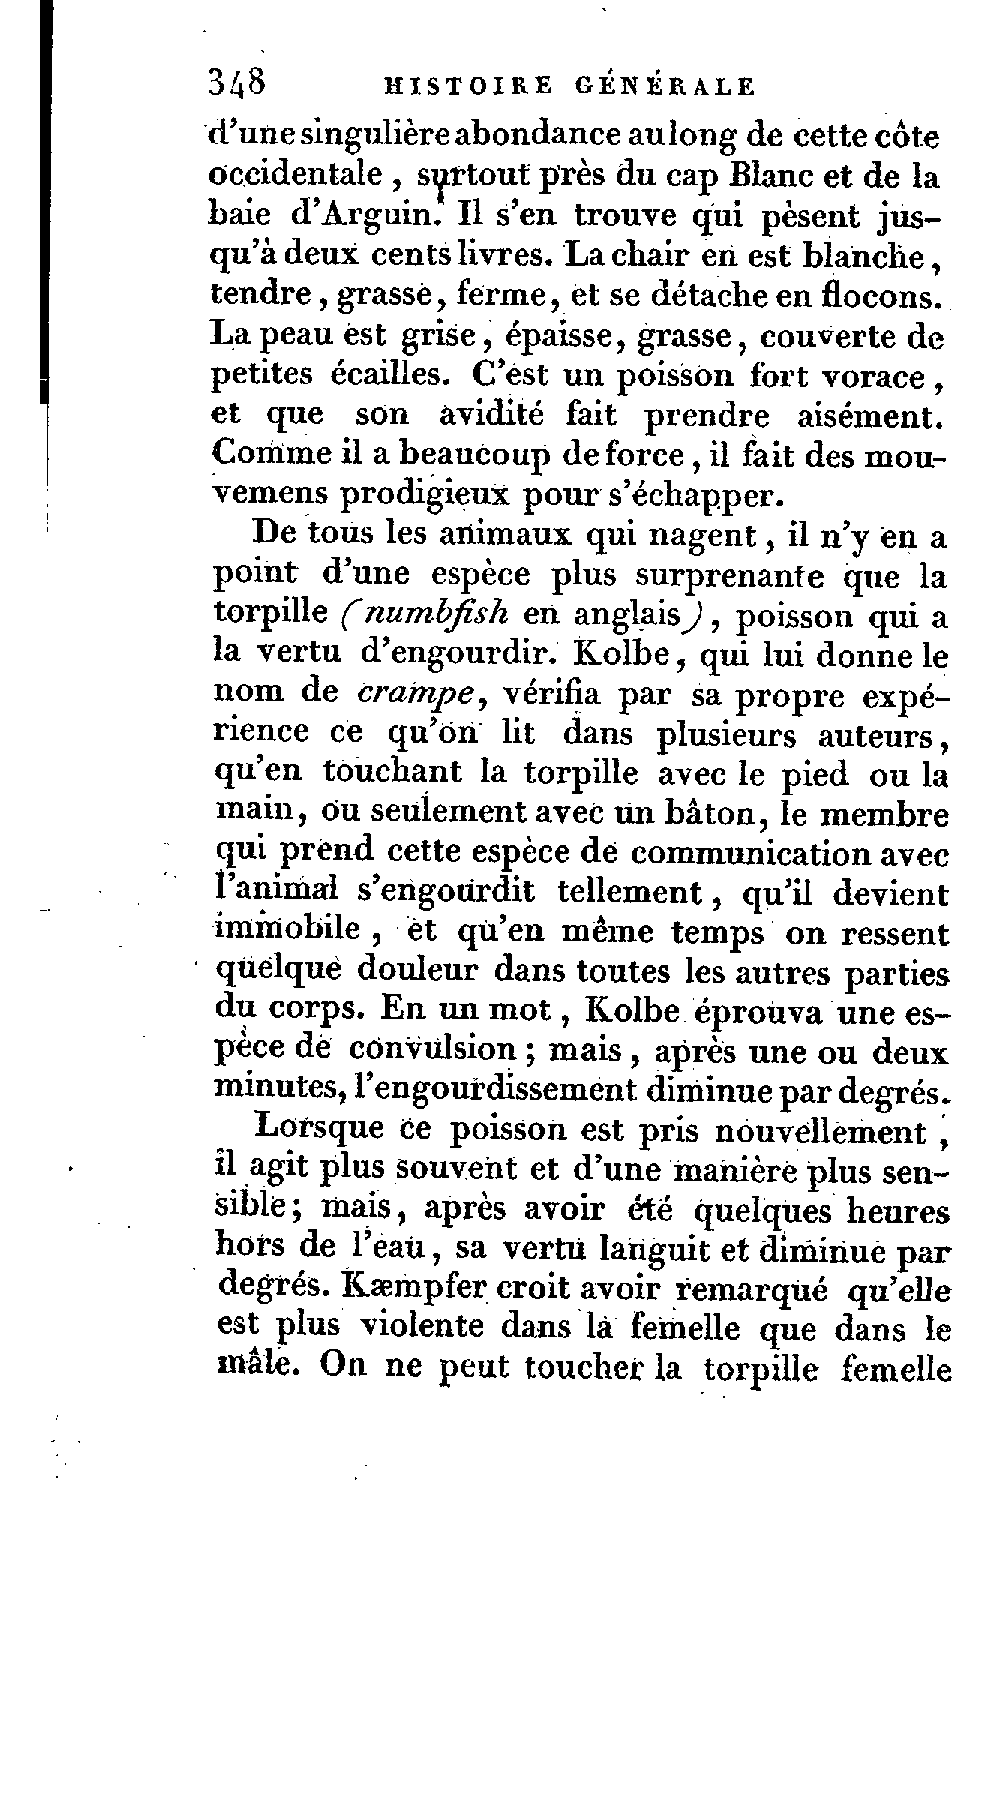 348 HISTOIRE GÉNÉRALE
d'une singulière abondance au long de cette côte
occidentale, surtout près du cap Blanc et de la
baie d'Arguin. Il s'en trouve qui pèsent jus-
qu'à deux cents livres. La chair en est blanche,
tendre, grasse, ferme, et se détache en flocons.
La peau est grise, épaisse, grasse, couverte de
petites écailles. C'est un poisson fort vorace,
et que son avidité fait prendre aisément.
Comme il a beaucoup de force, il fait des mou-
vemens prodigieux pour s'échapper.
De tous les animaux qui nagent, il n'y en a
point d'une espèce plus surprenante que la
torpille (numbfish en anglais), poisson qui a
la vertu d'engourdir. Kolbe, qui lui donne le
nom de crampe, vérifia par sa propre expé-
rience ce qu'on lit dans plusieurs auteurs,
qu'en touchant la torpille avec le pied ou la
main, ou seulement avec un bâton, le membre
qui prend cette espèce de communication avec
l'animal s'engourdit tellement, qu'il devient
immobile, et qu'en même temps on ressent
quelque douleur dans toutes les autres parties
du corps. En un mot, Kolbe éprouva une es-
pèce de convulsion; mais, après une ou deux
minutes, l'engourdissement diminue par degrés.
Lorsque ce poisson est pris nouvellement,
il agit plus souvent et d'une manière plus sen-
sible; mais, après avoir été quelques heures
hors de l'eau, sa vertu languit et diminue par
degrés. Kæmpfer croit avoir remarqué qu'elle
est plus violente dans la femelle que dans le
mâle. On ne peut toucher la torpille femelle